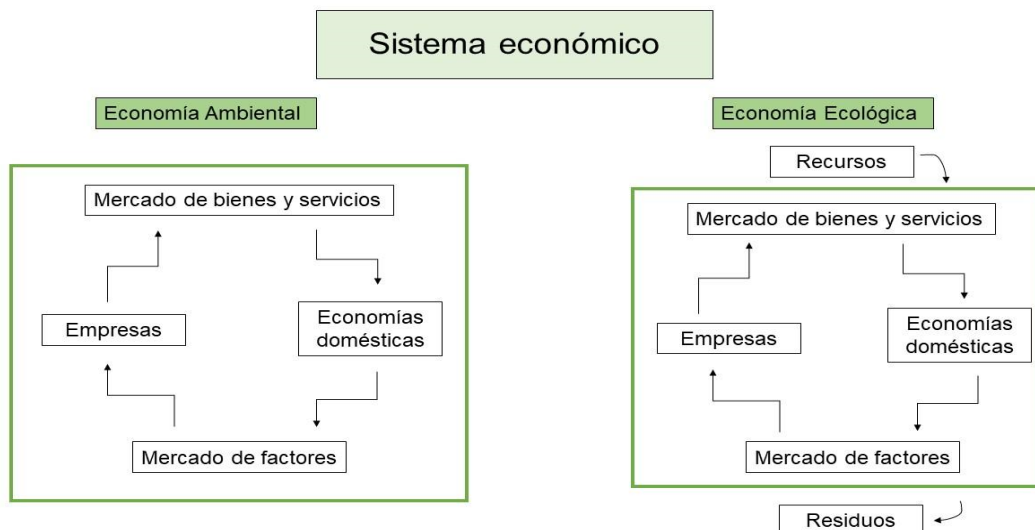 Sistema económico
Economía Ambiental
Mercado de bienes y servicios
Empresas
Economías
domésticas
Mercado de factores
Economía Ecológica
Recursos
Mercado de bienes y servicios
Empresas
Economías
domésticas
Mercado de factores
Residuos